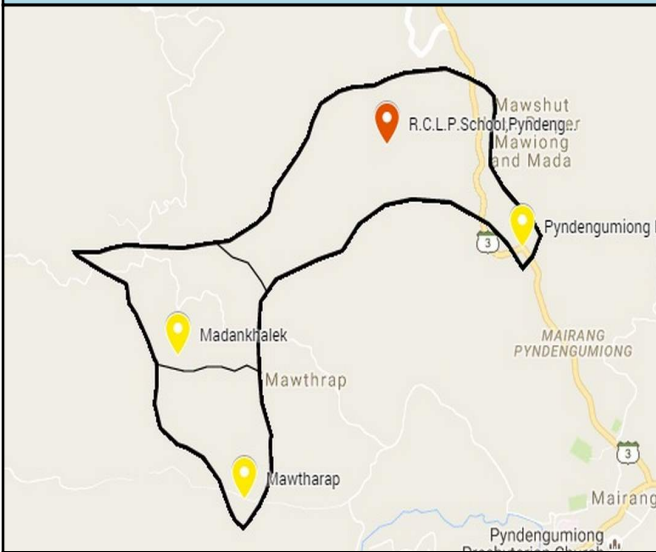 Mawshut
R.C.L.P.School,Pyndeng...
Mawiong
and Mada
Pyndengumiong
3
MAIRANG
PYNDENGUMIONG
Madankhalek
Mawthrap
3
Mawtharap
Mairang
Pyndengumiong